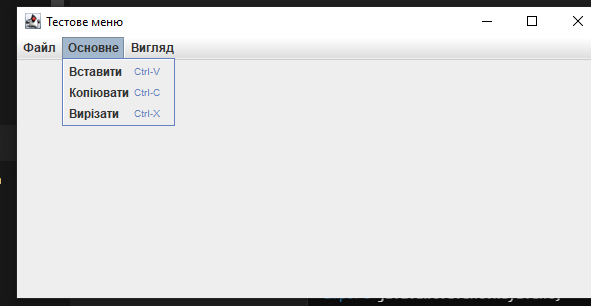 Тестове меню
Файл Основне Вигляд
Вставити Ctrl-V
Копіювати Ctrl-C
Вирізати Ctrl-X